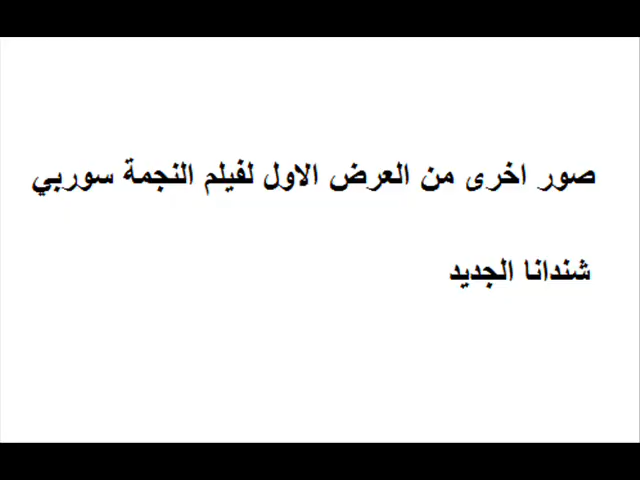 صور اخرى من العرض الاول لفيلم النجمة سوربي
شندانا الجديد